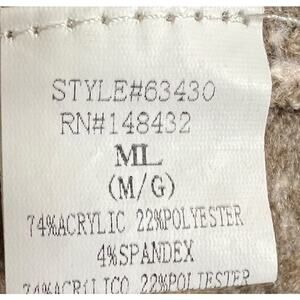 STYLE#63430
RN#148432
ML
(M/G)
74%ACRYLIC 22%POLYESTER
4%SPANDEX
74%ACRILICO 22%POLIESTER